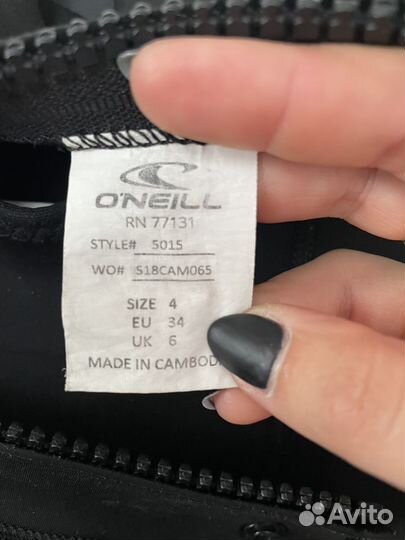 O'NEILL
RN 77131
STYLE# 5015
WO# S18CAM065
SIZE 4
EU 34
UK 6
MADE IN CAMBOD
Avito